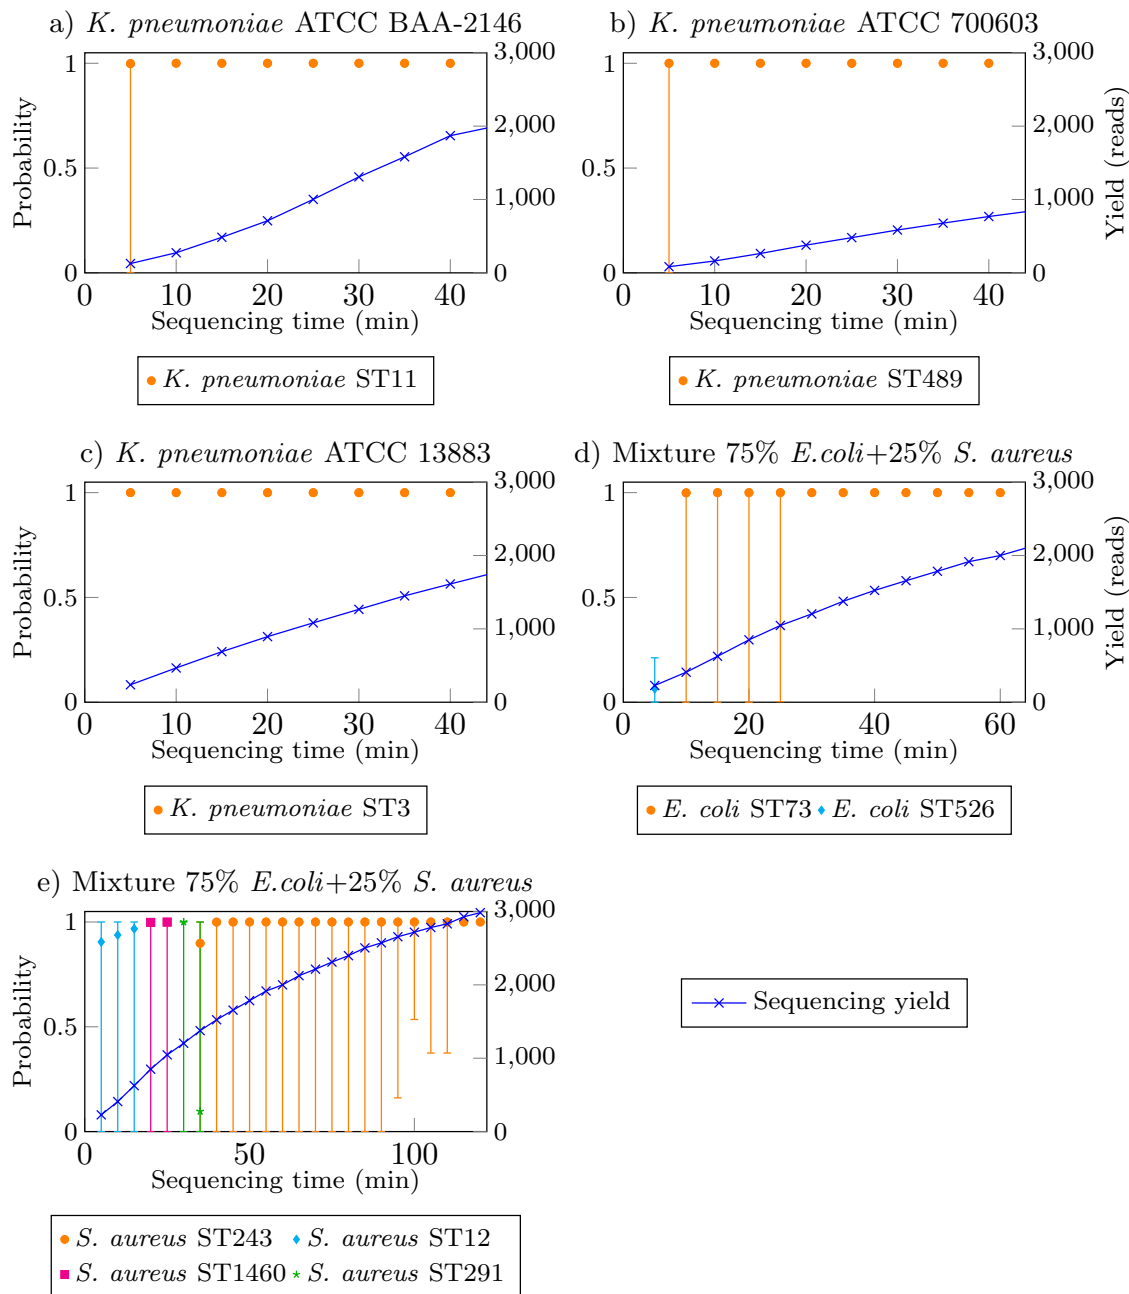 a) K. pneumoniae ATCC BAA-2146
1
0.5
0
Probability
3,000
2,000
1,000
0
0 10 20 30 40
Sequencing time (min)
K. pneumoniae ST11
b) K. pneumoniae ATCC 700603
1
0.5
0
3,000
2,000
1,000
0
Yield (reads)
0 10 20 30 40
Sequencing time (min)
K. pneumoniae ST489
c) K. pneumoniae ATCC 13883
1
0.5
0
Probability
3,000
2,000
1,000
0
0 10 20 30 40
Sequencing time (min)
K. pneumoniae ST3
d) Mixture 75% E.coli+25% S. aureus
1
0.5
0
3,000
2,000
1,000
0
Yield (reads)
0 20 40 60
Sequencing time (min)
E. coli ST73 E. coli ST526
e) Mixture 75% E.coli+25% S. aureus
1
0.5
0
Probability
3,000
2,000
1,000
0
0 50 100
Sequencing time (min)
S. aureus ST243 S. aureus ST12
S. aureus ST1460 S. aureus ST291
Sequencing yield